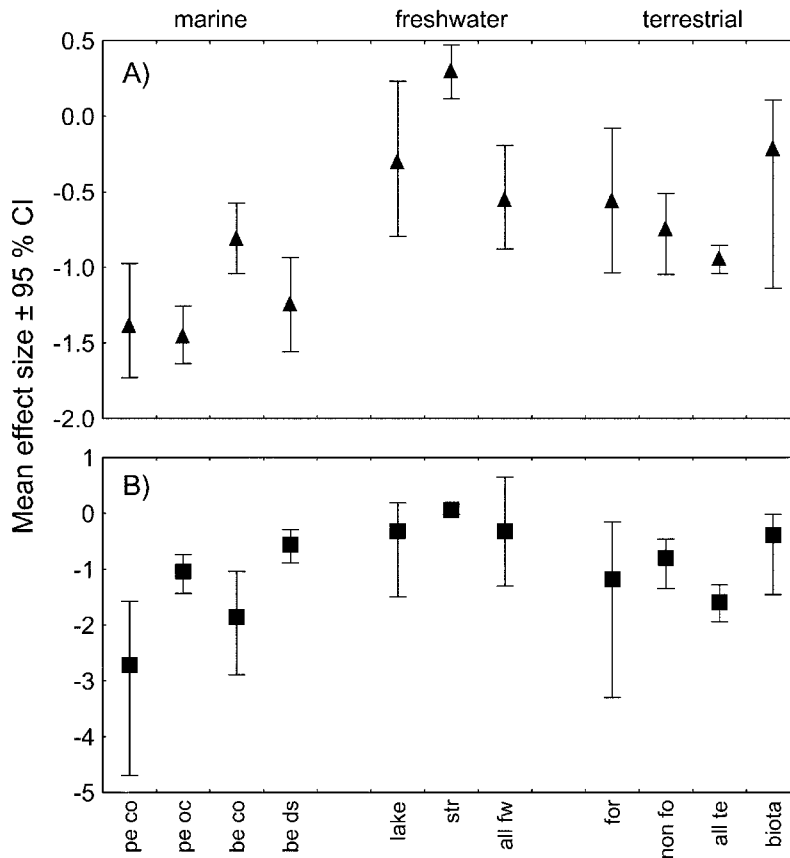 marine freshwater terrestrial
A)
0.5
0.0
-0.5
-1.0
-1.5
-2.0
Mean effect size ± 95 % CI
B)
1
0
-1
-2
-3
-4
-5
pe co
pe oc
be co
be ds
lake
str
all fw
for
non fo
all te
biota